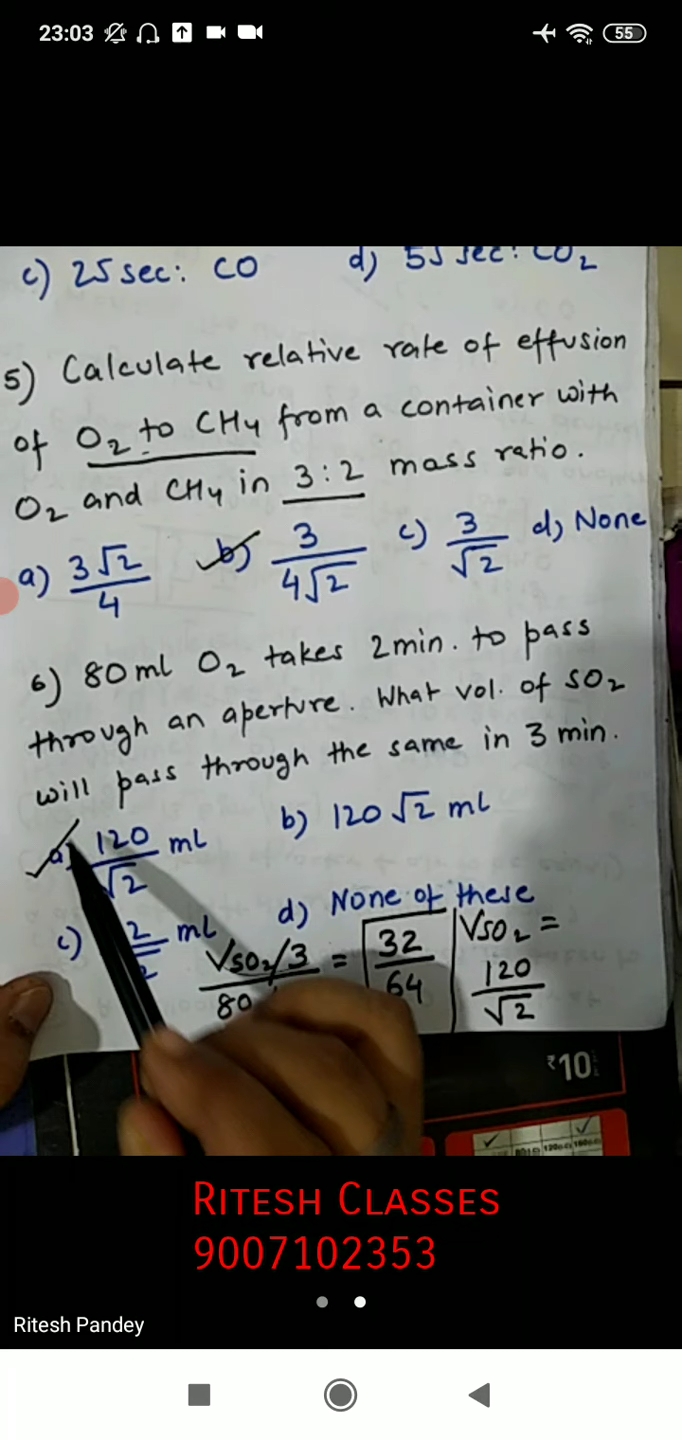 23:03
55
c) 25 sec: CO d) 55 sec: CO2
5) Calculate relative rate of effusion
of O2 to CH4 from a container with
O2 and CH4 in 3:2 mass ratio.
a) 3√2/4 b) 3/4√2 c) 3/√2 d) None
6) 80 ml O2 takes 2 min. to pass
through an aperture. What vol. of SO2
will pass through the same in 3 min.
a) 120/√2 ml b) 120√2 ml
c) ml d) None of these
VSO2/3 / 80 = √32/64 VSO2 =
120/√2
₹10
RITESH CLASSES
9007102353
Ritesh Pandey